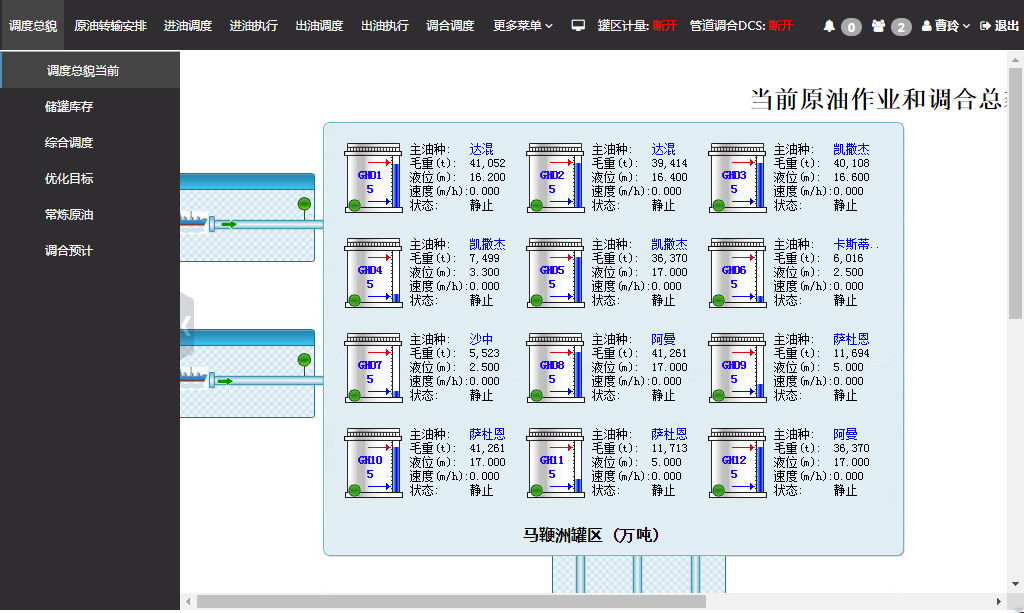 调度总貌 原油转输安排 进油调度 进油执行 出油调度 出油执行 调合调度 更多菜单 罐区计量: 断开 管道调合DCS: 断开 0 2 曹玲 退出
调度总貌当前
储罐库存
综合调度
优化目标
常炼原油
调合预计
当前原油作业和调合总
GH01
5
主油种: 达混
毛重(t): 41,052
液位(m): 16.200
速度(m/h):0.000
状态: 静止
GH02
5
主油种: 达混
毛重(t): 39,414
液位(m): 16.400
速度(m/h):0.000
状态: 静止
GH03
5
主油种: 凯撒杰
毛重(t): 40,108
液位(m): 16.600
速度(m/h):0.000
状态: 静止
GH04
5
主油种: 凯撒杰
毛重(t): 7,499
液位(m): 3.300
速度(m/h):0.000
状态: 静止
GH05
5
主油种: 凯撒杰
毛重(t): 36,370
液位(m): 17.000
速度(m/h):0.000
状态: 静止
GH06
5
主油种: 卡斯蒂..
毛重(t): 6,016
液位(m): 2.500
速度(m/h):0.000
状态: 静止
GH07
5
主油种: 沙中
毛重(t): 5,523
液位(m): 2.500
速度(m/h):0.000
状态: 静止
GH08
5
主油种: 阿曼
毛重(t): 41,261
液位(m): 17.000
速度(m/h):0.000
状态: 静止
GH09
5
主油种: 萨杜恩
毛重(t): 11,694
液位(m): 5.000
速度(m/h):0.000
状态: 静止
GH10
5
主油种: 萨杜恩
毛重(t): 41,261
液位(m): 17.000
速度(m/h):0.000
状态: 静止
GH11
5
主油种: 萨杜恩
毛重(t): 11,713
液位(m): 5.000
速度(m/h):0.000
状态: 静止
GH12
5
主油种: 阿曼
毛重(t): 36,370
液位(m): 17.000
速度(m/h):0.000
状态: 静止
马鞭洲罐区 (万吨)